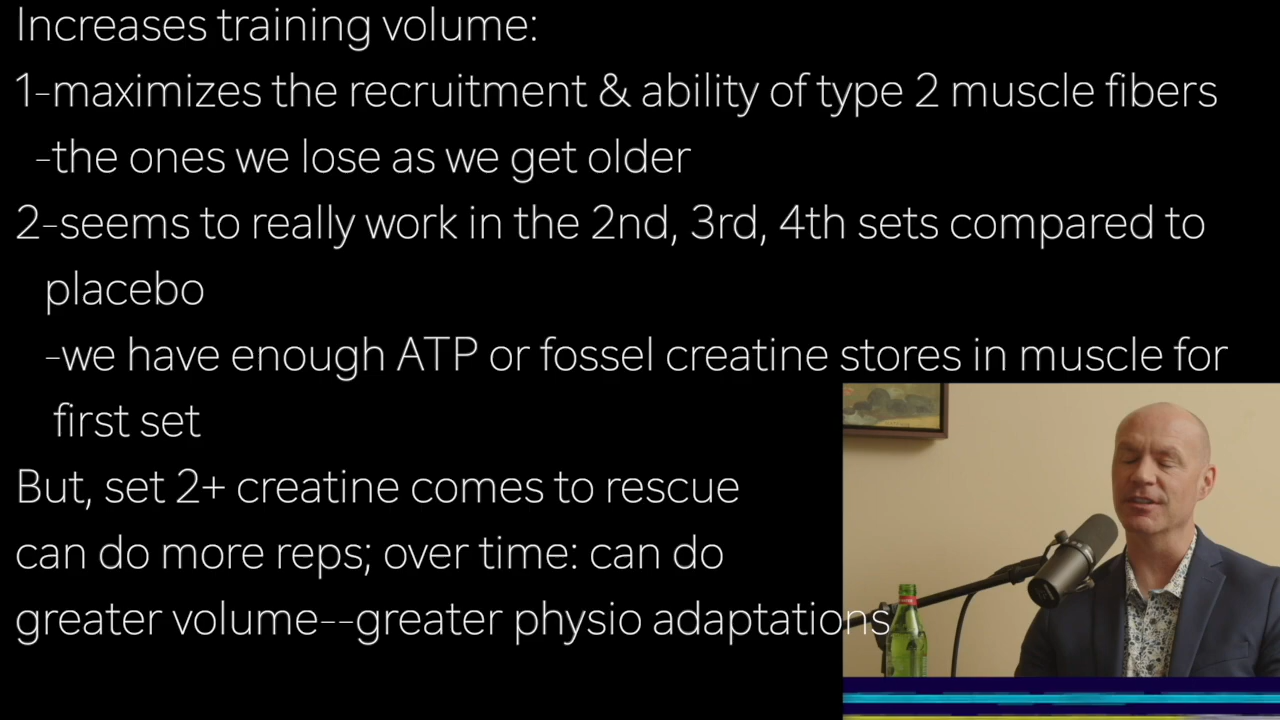 Increases training volume:
1-maximizes the recruitment & ability of type 2 muscle fibers
-the ones we lose as we get older
2-seems to really work in the 2nd, 3rd, 4th sets compared to
placebo
-we have enough ATP or fossel creatine stores in muscle for
first set
But, set 2+ creatine comes to rescue
can do more reps; over time: can do
greater volume--greater physio adaptations